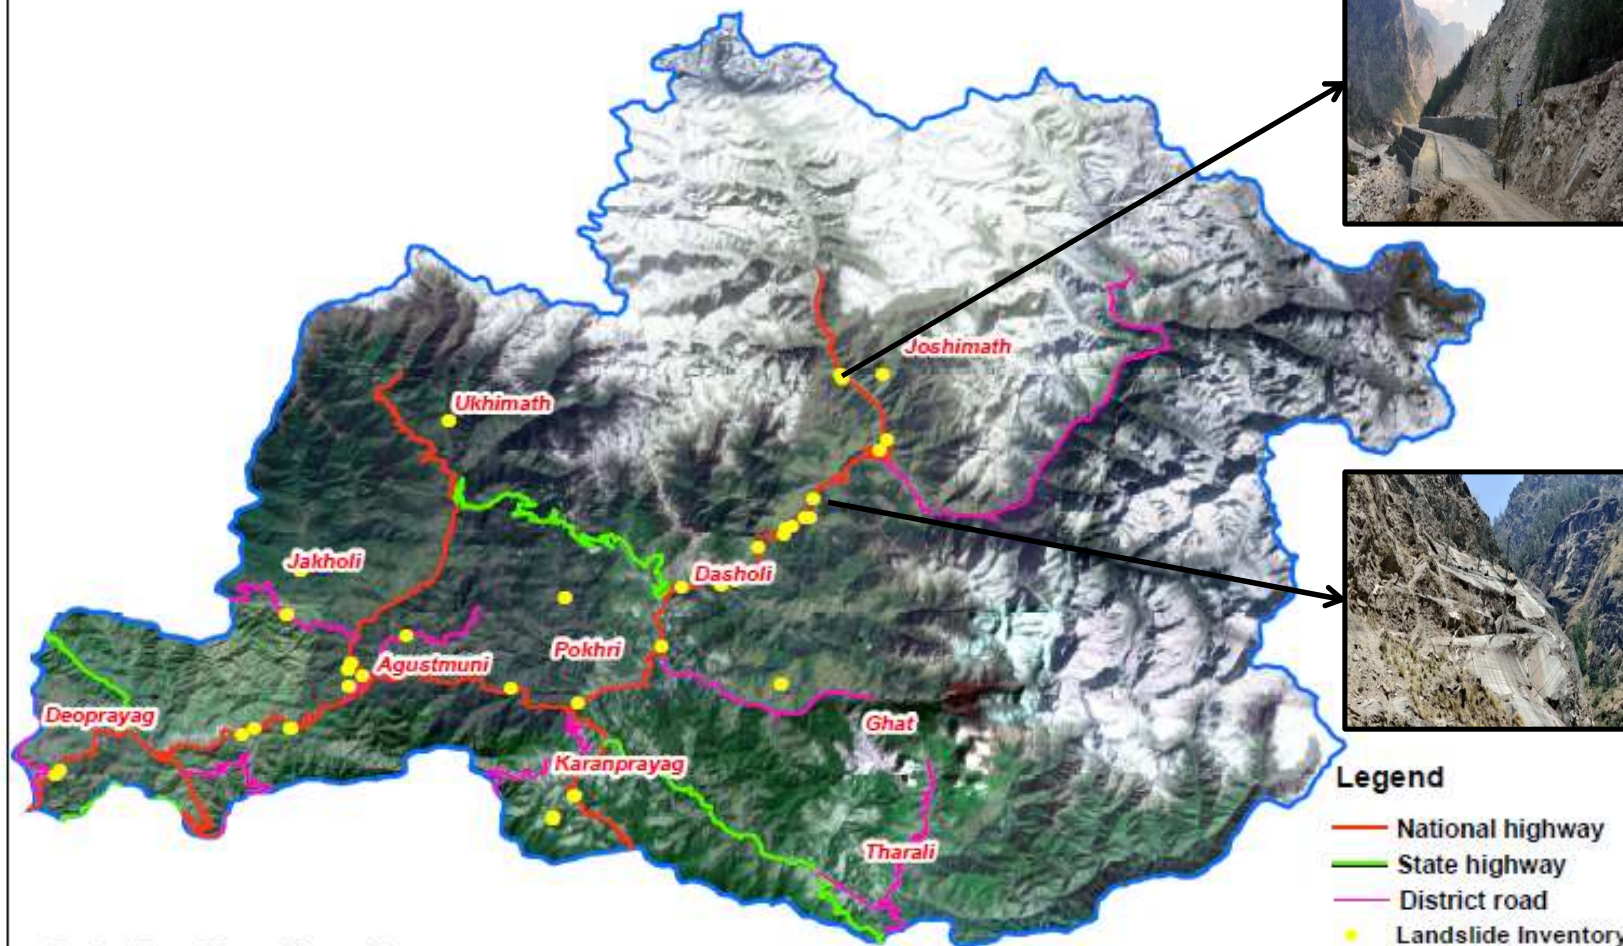 Joshimath
Ukhimath
Jakholi
Dasholi
Pokhri
Agustmuni
Deoprayag
Ghat
Karanprayag
Tharali
Legend
National highway
State highway
District road
Landslide Inventory